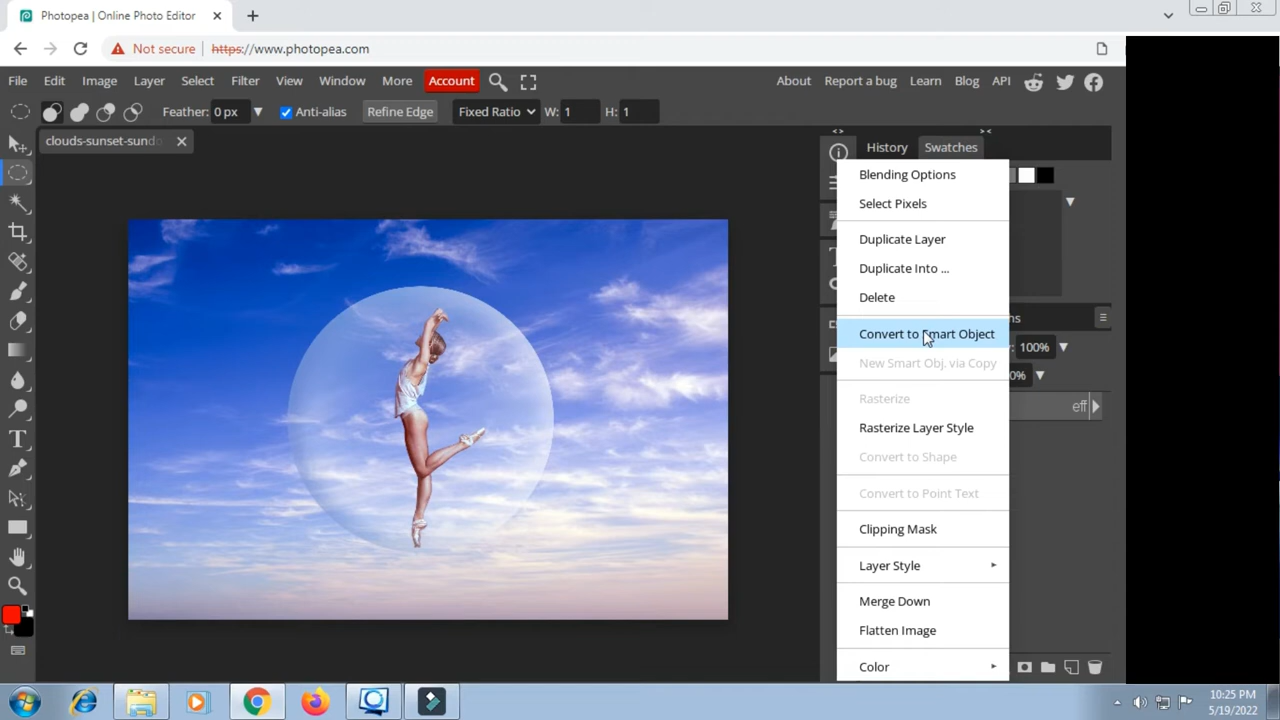 Photopea | Online Photo Editor
Not secure
https://www.photopea.com
File Edit Image Layer Select Filter View Window More Account About Report a bug Learn Blog API
Feather: 0 px Anti-alias Refine Edge Fixed Ratio W: 1 H: 1
clouds-sunset-sund
History Swatches
Blending Options
Select Pixels
Duplicate Layer
Duplicate Into ...
Delete
Convert to Smart Object
New Smart Obj. via Copy
100%
Rasterize
eff
Rasterize Layer Style
Convert to Shape
Convert to Point Text
Clipping Mask
Layer Style
Merge Down
Flatten Image
Color
10:25 PM
5/19/2022